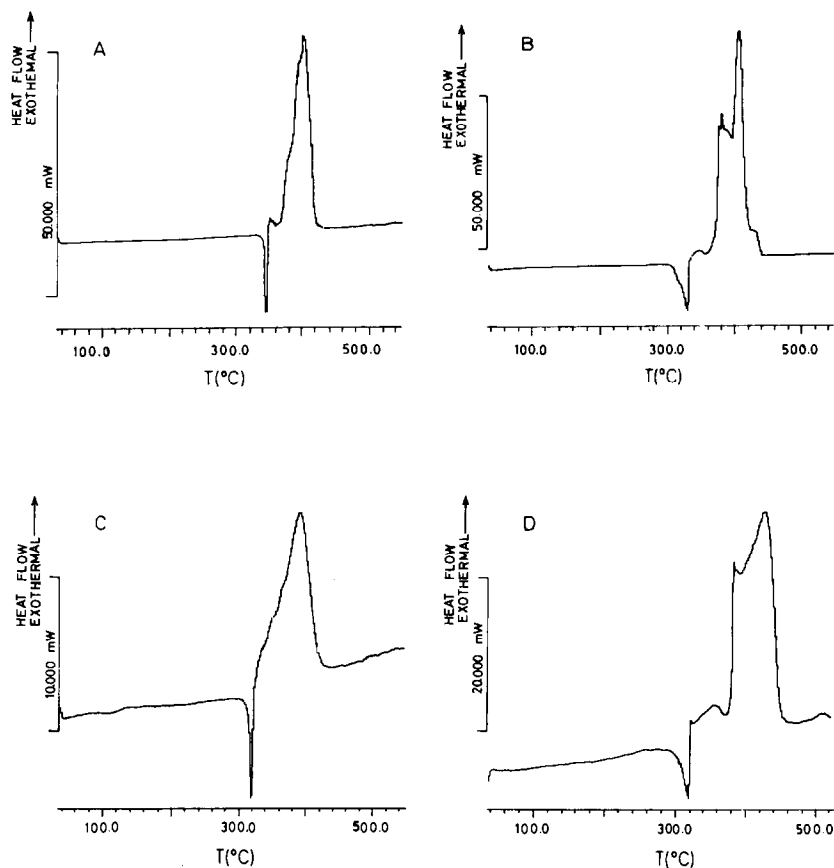 A
HEAT FLOW
EXOTHEMAL
50.000 mW
100.0 300.0 500.0
T(°C)
B
HEAT FLOW
EXOTHERMAL
50.000 mW
100.0 300.0 500.0
T(°C)
C
HEAT FLOW
EXOTHERMAL
10.000 mW
100.0 300.0 500.0
T(°C)
D
HEAT FLOW
EXOTHERMAL
20.000 mW
100.0 300.0 500.0
T(°C)